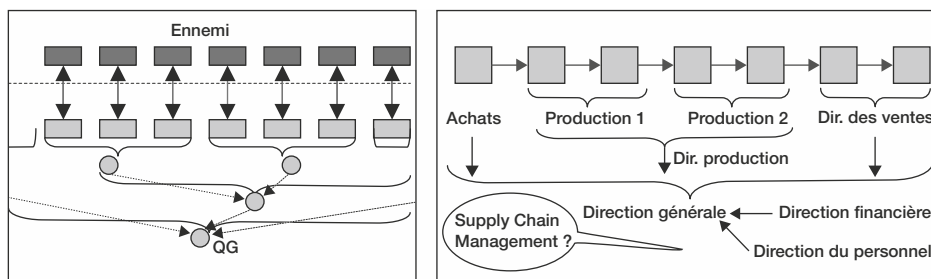 Ennemi
QG
Achats
Production 1
Production 2
Dir. des ventes
Dir. production
Supply Chain
Management ?
Direction générale
Direction financière
Direction du personnel